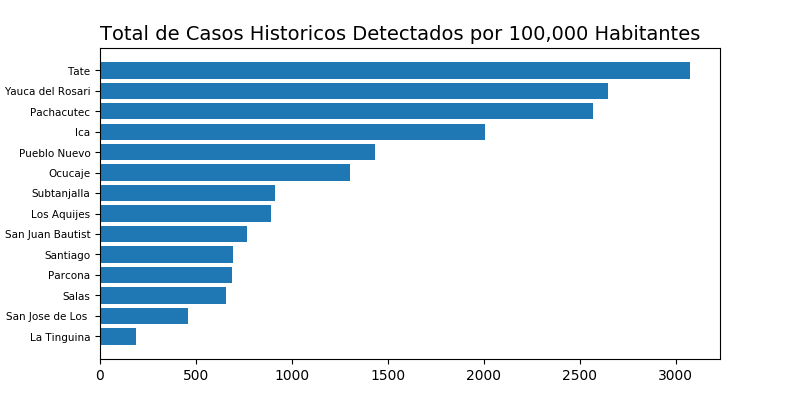 Total de Casos Historicos Detectados por 100,000 Habitantes
Tate
Yauca del Rosari
Pachacutec
Ica
Pueblo Nuevo
Ocucaje
Subtanjalla
Los Aquijes
San Juan Bautist
Santiago
Parcona
Salas
San Jose de Los
La Tinguina
0 500 1000 1500 2000 2500 3000